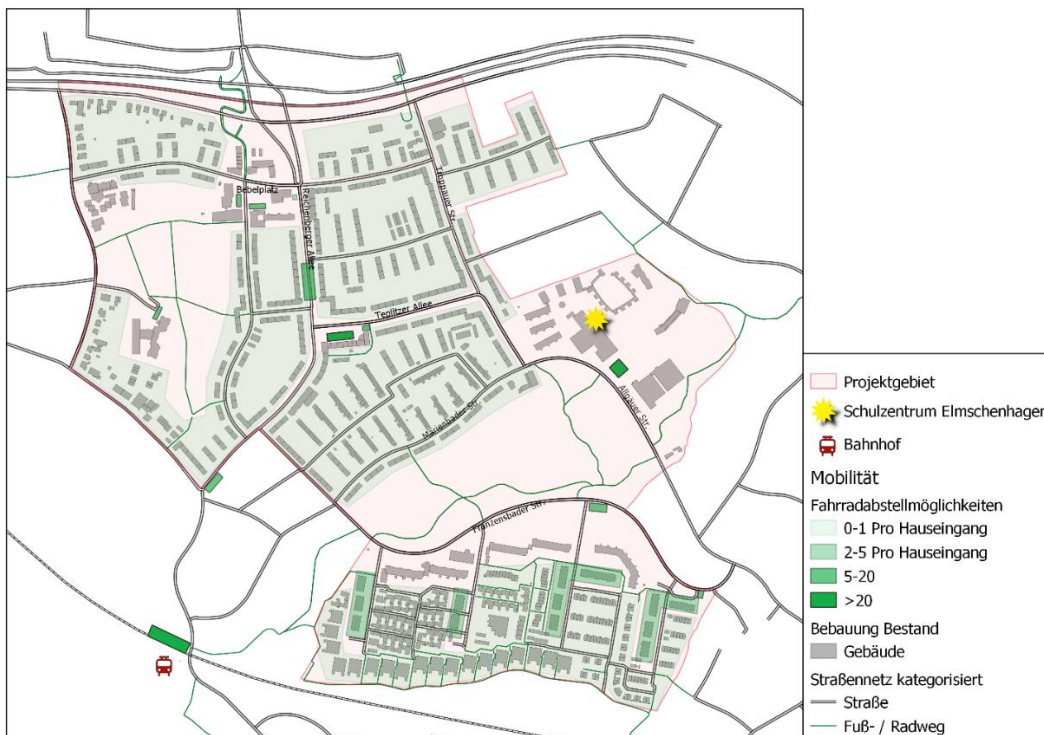 Bebelplatz
Reichenberger Allee
Troppauer Str.
Teplitzer Allee
Marienbader Str.
Allgäuer Str.
Franzensbader Str.
Projektgebiet
Schulzentrum Elmschenhagen
Bahnhof
Mobilität
Fahrradabstellmöglichkeiten
0-1 Pro Hauseingang
2-5 Pro Hauseingang
5-20
>20
Bebauung Bestand
Gebäude
Straßennetz kategorisiert
Straße
Fuß- / Radweg